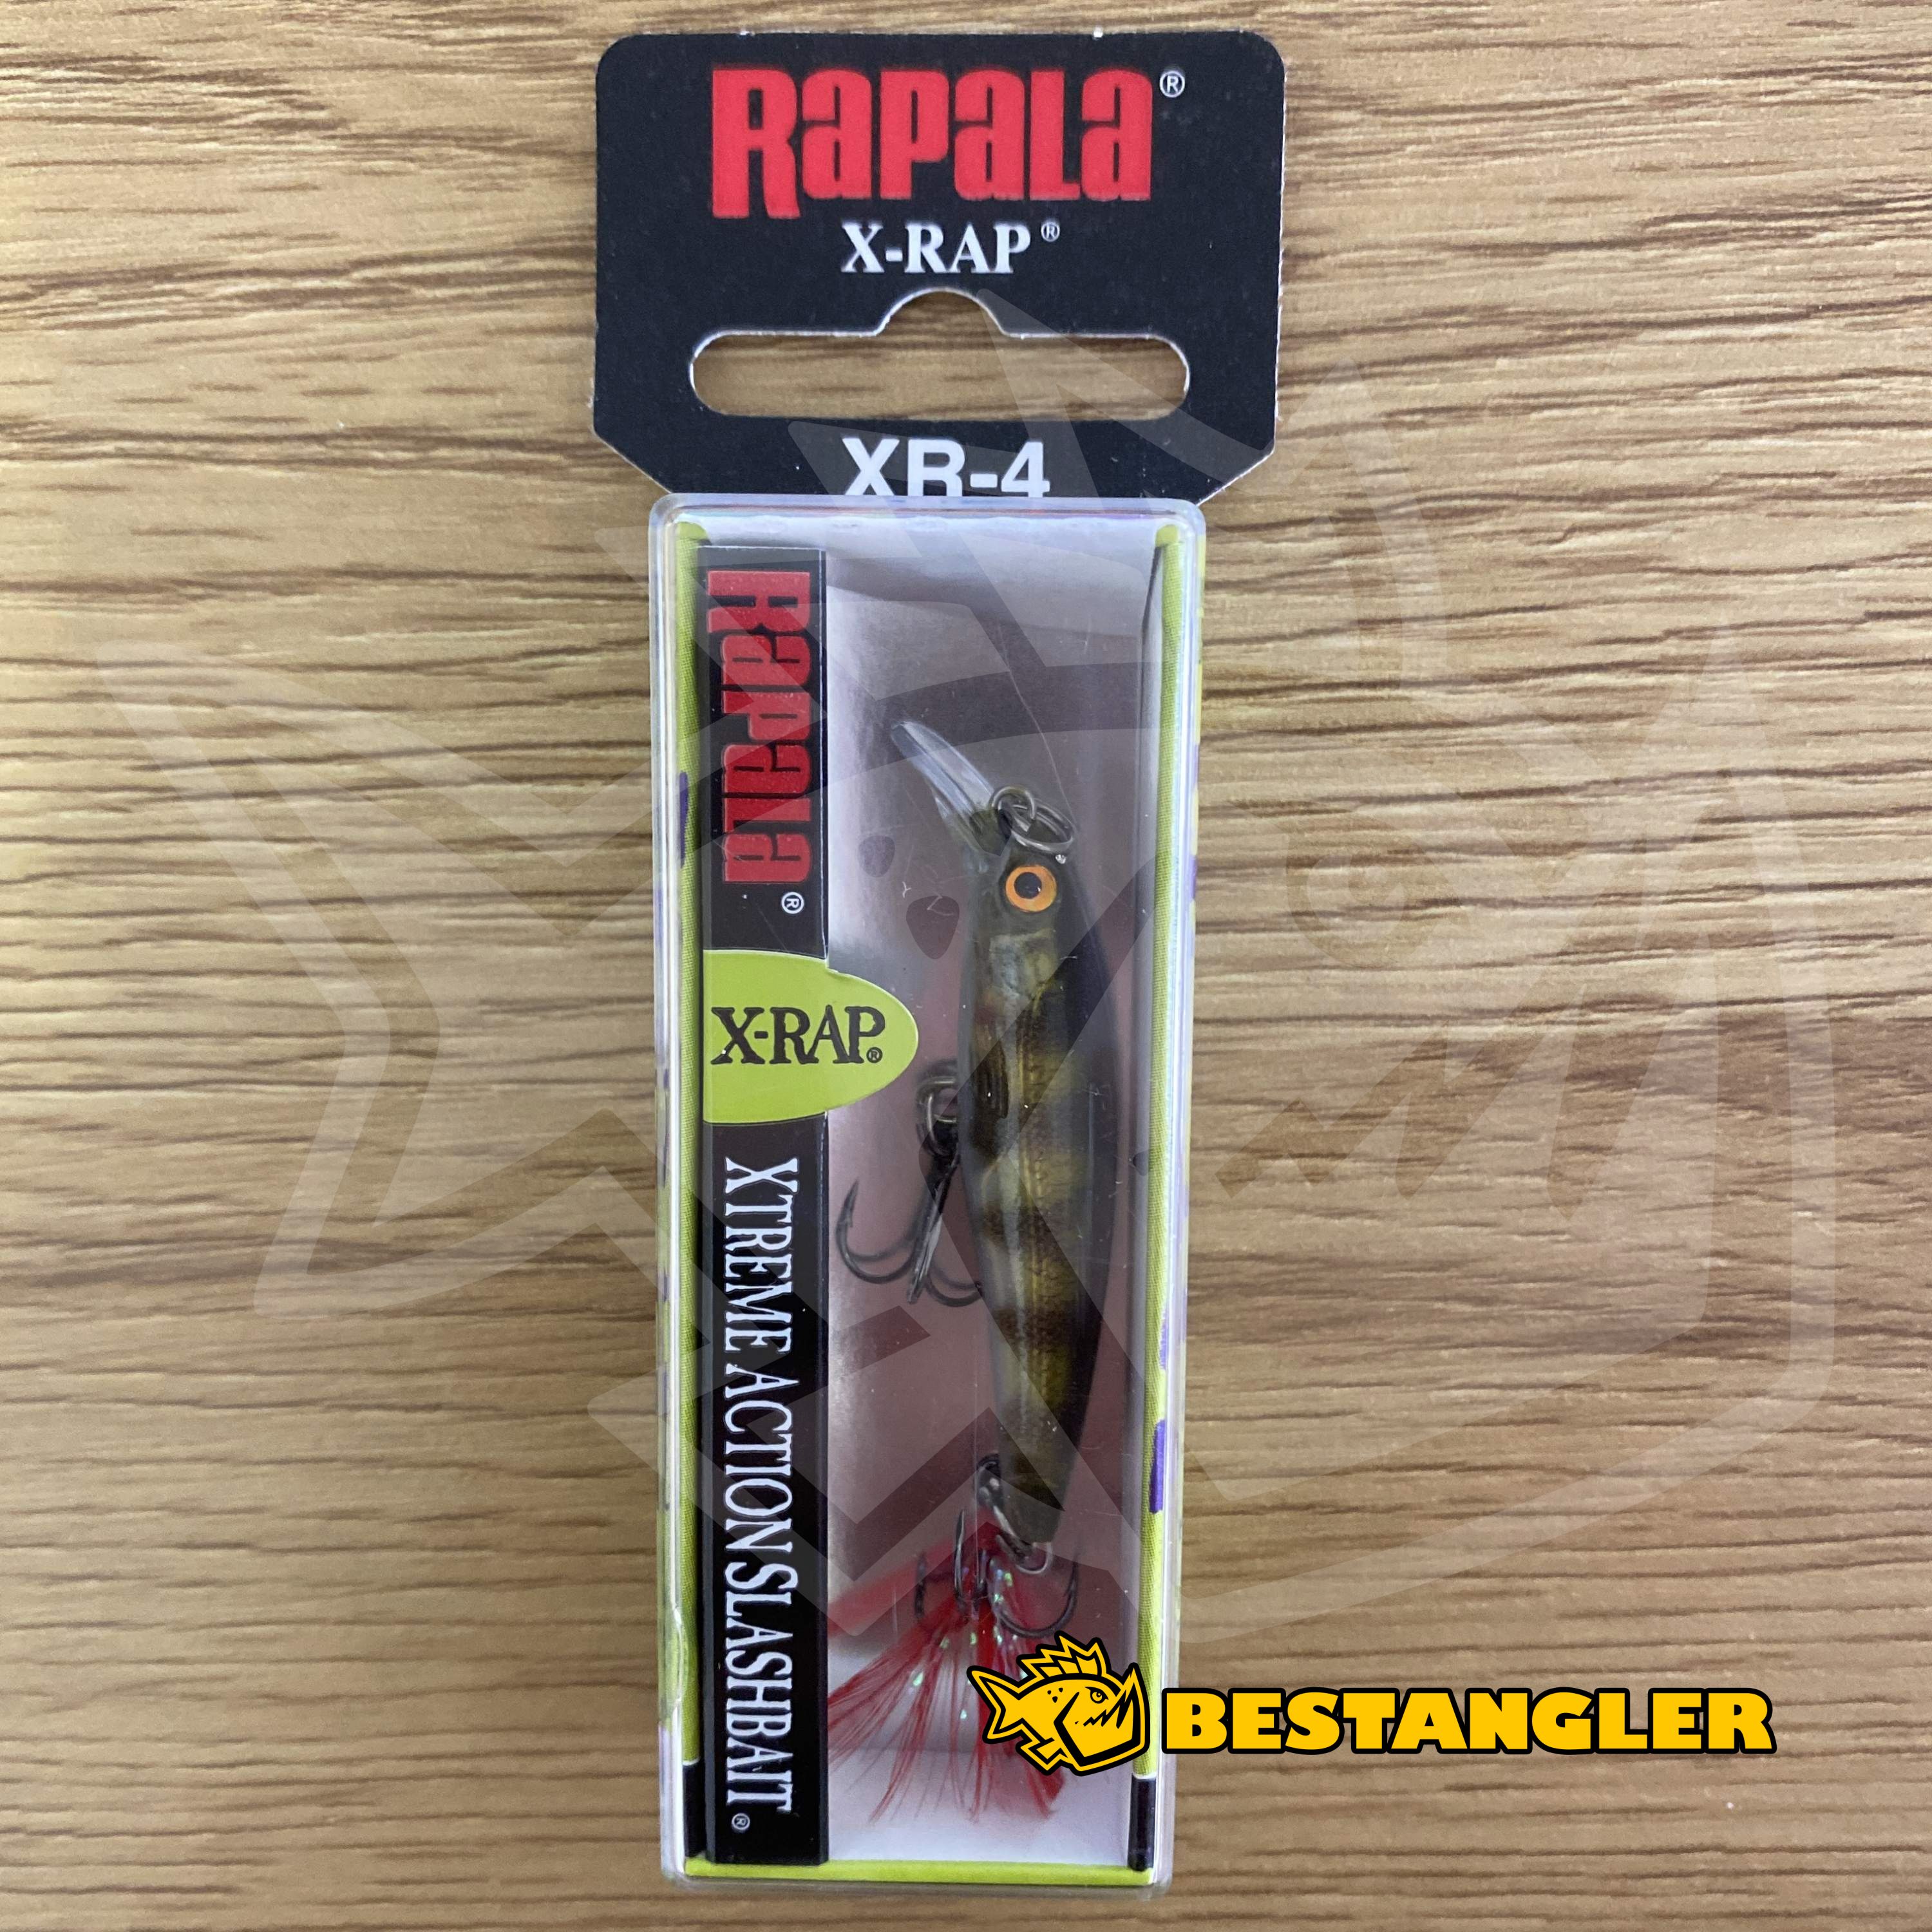 RAPALA®
X-RAP®
XR-4
RAPALA®
X-RAP®
XTREME ACTION SLASHBAIT®
BESTANGLER